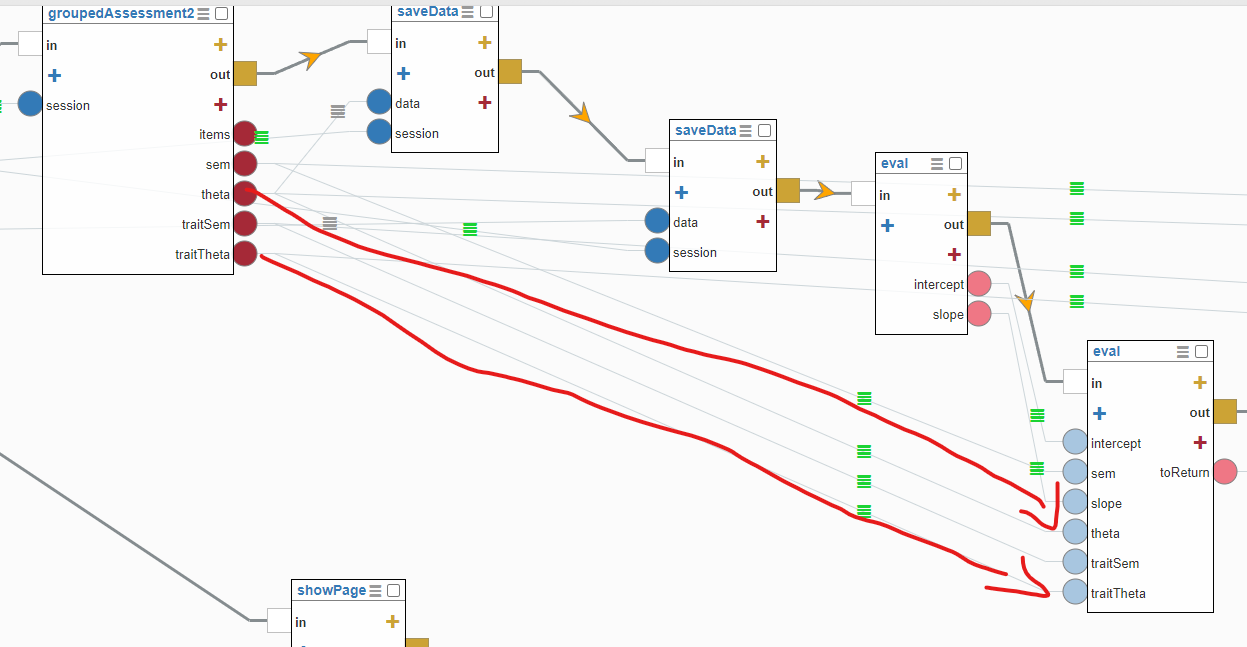 groupedAssessment2
in
out
session
items
sem
theta
traitSem
traitTheta
saveData
in
out
data
session
saveData
in
out
data
session
eval
in
out
intercept
slope
eval
in
out
intercept
sem
toReturn
slope
theta
traitSem
traitTheta
showPage
in